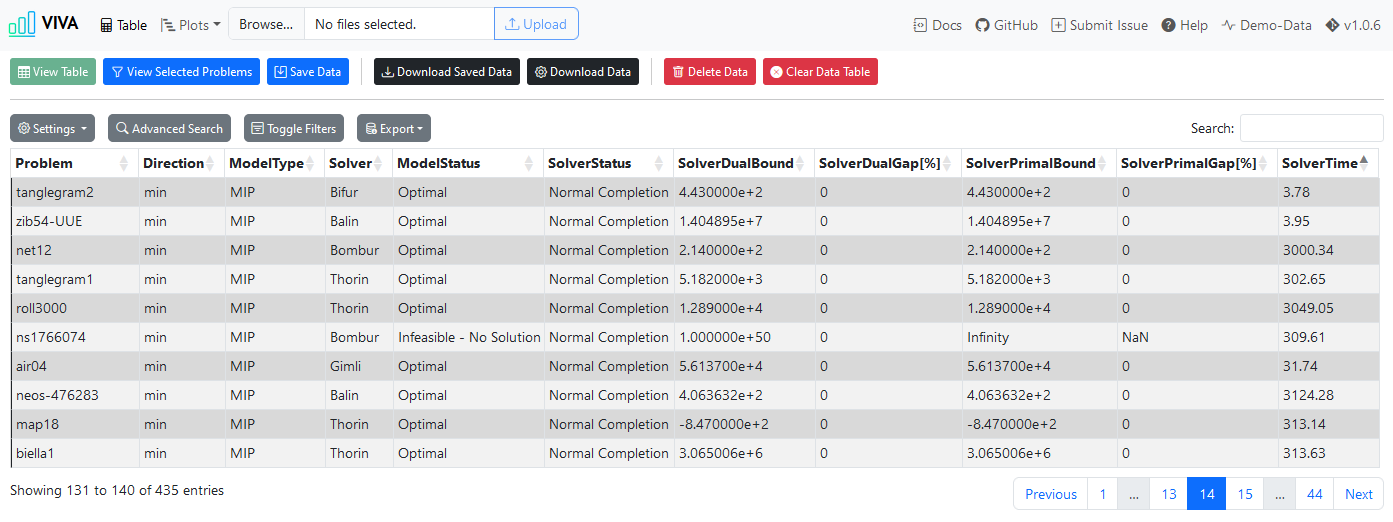 VIVA Table Plots Browse... No files selected. Upload Docs GitHub Submit Issue Help Demo-Data v1.0.6
View Table View Selected Problems Save Data Download Saved Data Download Data Delete Data Clear Data Table
Settings Advanced Search Toggle Filters Export Search:
Problem Direction ModelType Solver ModelStatus SolverStatus SolverDualBound SolverDualGap[%] SolverPrimalBound SolverPrimalGap[%] SolverTime
tanglegram2 min MIP Bifur Optimal Normal Completion 4.430000e+2 0 4.430000e+2 0 3.78
zib54-UUE min MIP Balin Optimal Normal Completion 1.404895e+7 0 1.404895e+7 0 3.95
net12 min MIP Bombur Optimal Normal Completion 2.140000e+2 0 2.140000e+2 0 3000.34
tanglegram1 min MIP Thorin Optimal Normal Completion 5.182000e+3 0 5.182000e+3 0 302.65
roll3000 min MIP Thorin Optimal Normal Completion 1.289000e+4 0 1.289000e+4 0 3049.05
ns1766074 min MIP Bombur Infeasible - No Solution Normal Completion 1.000000e+50 Infinity NaN 309.61
air04 min MIP Gimli Optimal Normal Completion 5.613700e+4 0 5.613700e+4 0 31.74
neos-476283 min MIP Balin Optimal Normal Completion 4.063632e+2 0 4.063632e+2 0 3124.28
map18 min MIP Thorin Optimal Normal Completion -8.470000e+2 0 -8.470000e+2 0 313.14
biella1 min MIP Thorin Optimal Normal Completion 3.065006e+6 0 3.065006e+6 0 313.63
Showing 131 to 140 of 435 entries Previous 1 ... 13 14 15 ... 44 Next